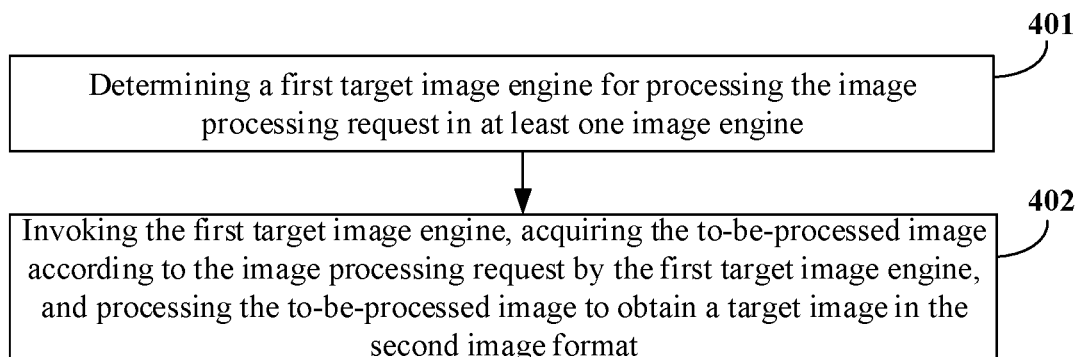 401
Determining a first target image engine for processing the image
processing request in at least one image engine
402
Invoking the first target image engine, acquiring the to-be-processed image
according to the image processing request by the first target image engine,
and processing the to-be-processed image to obtain a target image in the
second image format